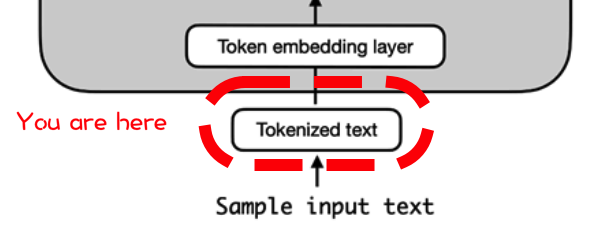 Token embedding layer
You are here
Tokenized text
Sample input text